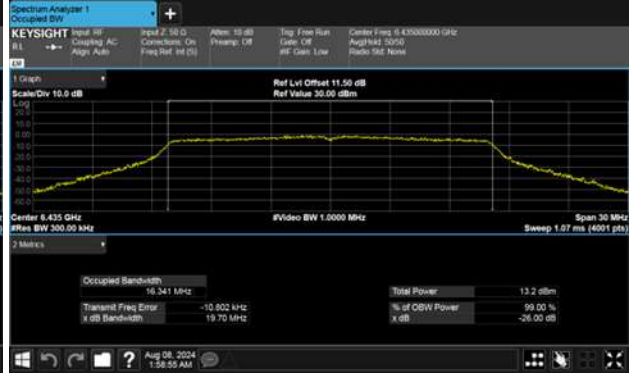 Spectrum Analyzer 1
Occupied BW
+
KEYSIGHT Input: RF Input Z: 50 Ω Atten: 10 dB Trig: Free Run Center Freq: 6.435000000 GHz
R L Coupling: AC Corrections: On Preamp: Off Gate: Off Avg|Hold: 50/50
Align: Auto Freq Ref: Int (S) #IF Gain: Low Radio Std: None
1 Graph
Scale/Div 10.0 dB
Ref Lvl Offset 11.50 dB
Ref Value 30.00 dBm
Log
20.0
10.0
0.00
-10.0
-20.0
-30.0
-40.0
-50.0
-60.0
Center 6.435 GHz #Video BW 1.0000 MHz Span 30 MHz
#Res BW 300.00 kHz Sweep 1.07 ms (4001 pts)
2 Metrics
Occupied Bandwidth
16.341 MHz Total Power 13.2 dBm
Transmit Freq Error -10.802 kHz % of OBW Power 99.00 %
x dB Bandwidth 19.70 MHz x dB -26.00 dB
? Aug 08, 2024
1:58:55 AM